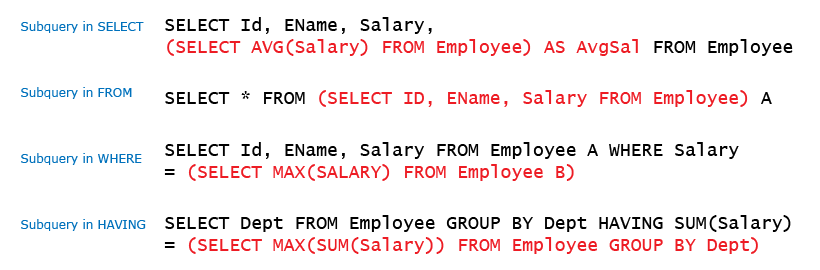 Subquery in SELECT SELECT Id, EName, Salary,
(SELECT AVG(Salary) FROM Employee) AS AvgSal FROM Employee
Subquery in FROM SELECT * FROM (SELECT ID, EName, Salary FROM Employee) A
Subquery in WHERE SELECT Id, EName, Salary FROM Employee A WHERE Salary
= (SELECT MAX(SALARY) FROM Employee B)
Subquery in HAVING SELECT Dept FROM Employee GROUP BY Dept HAVING SUM(Salary)
= (SELECT MAX(SUM(Salary)) FROM Employee GROUP BY Dept)